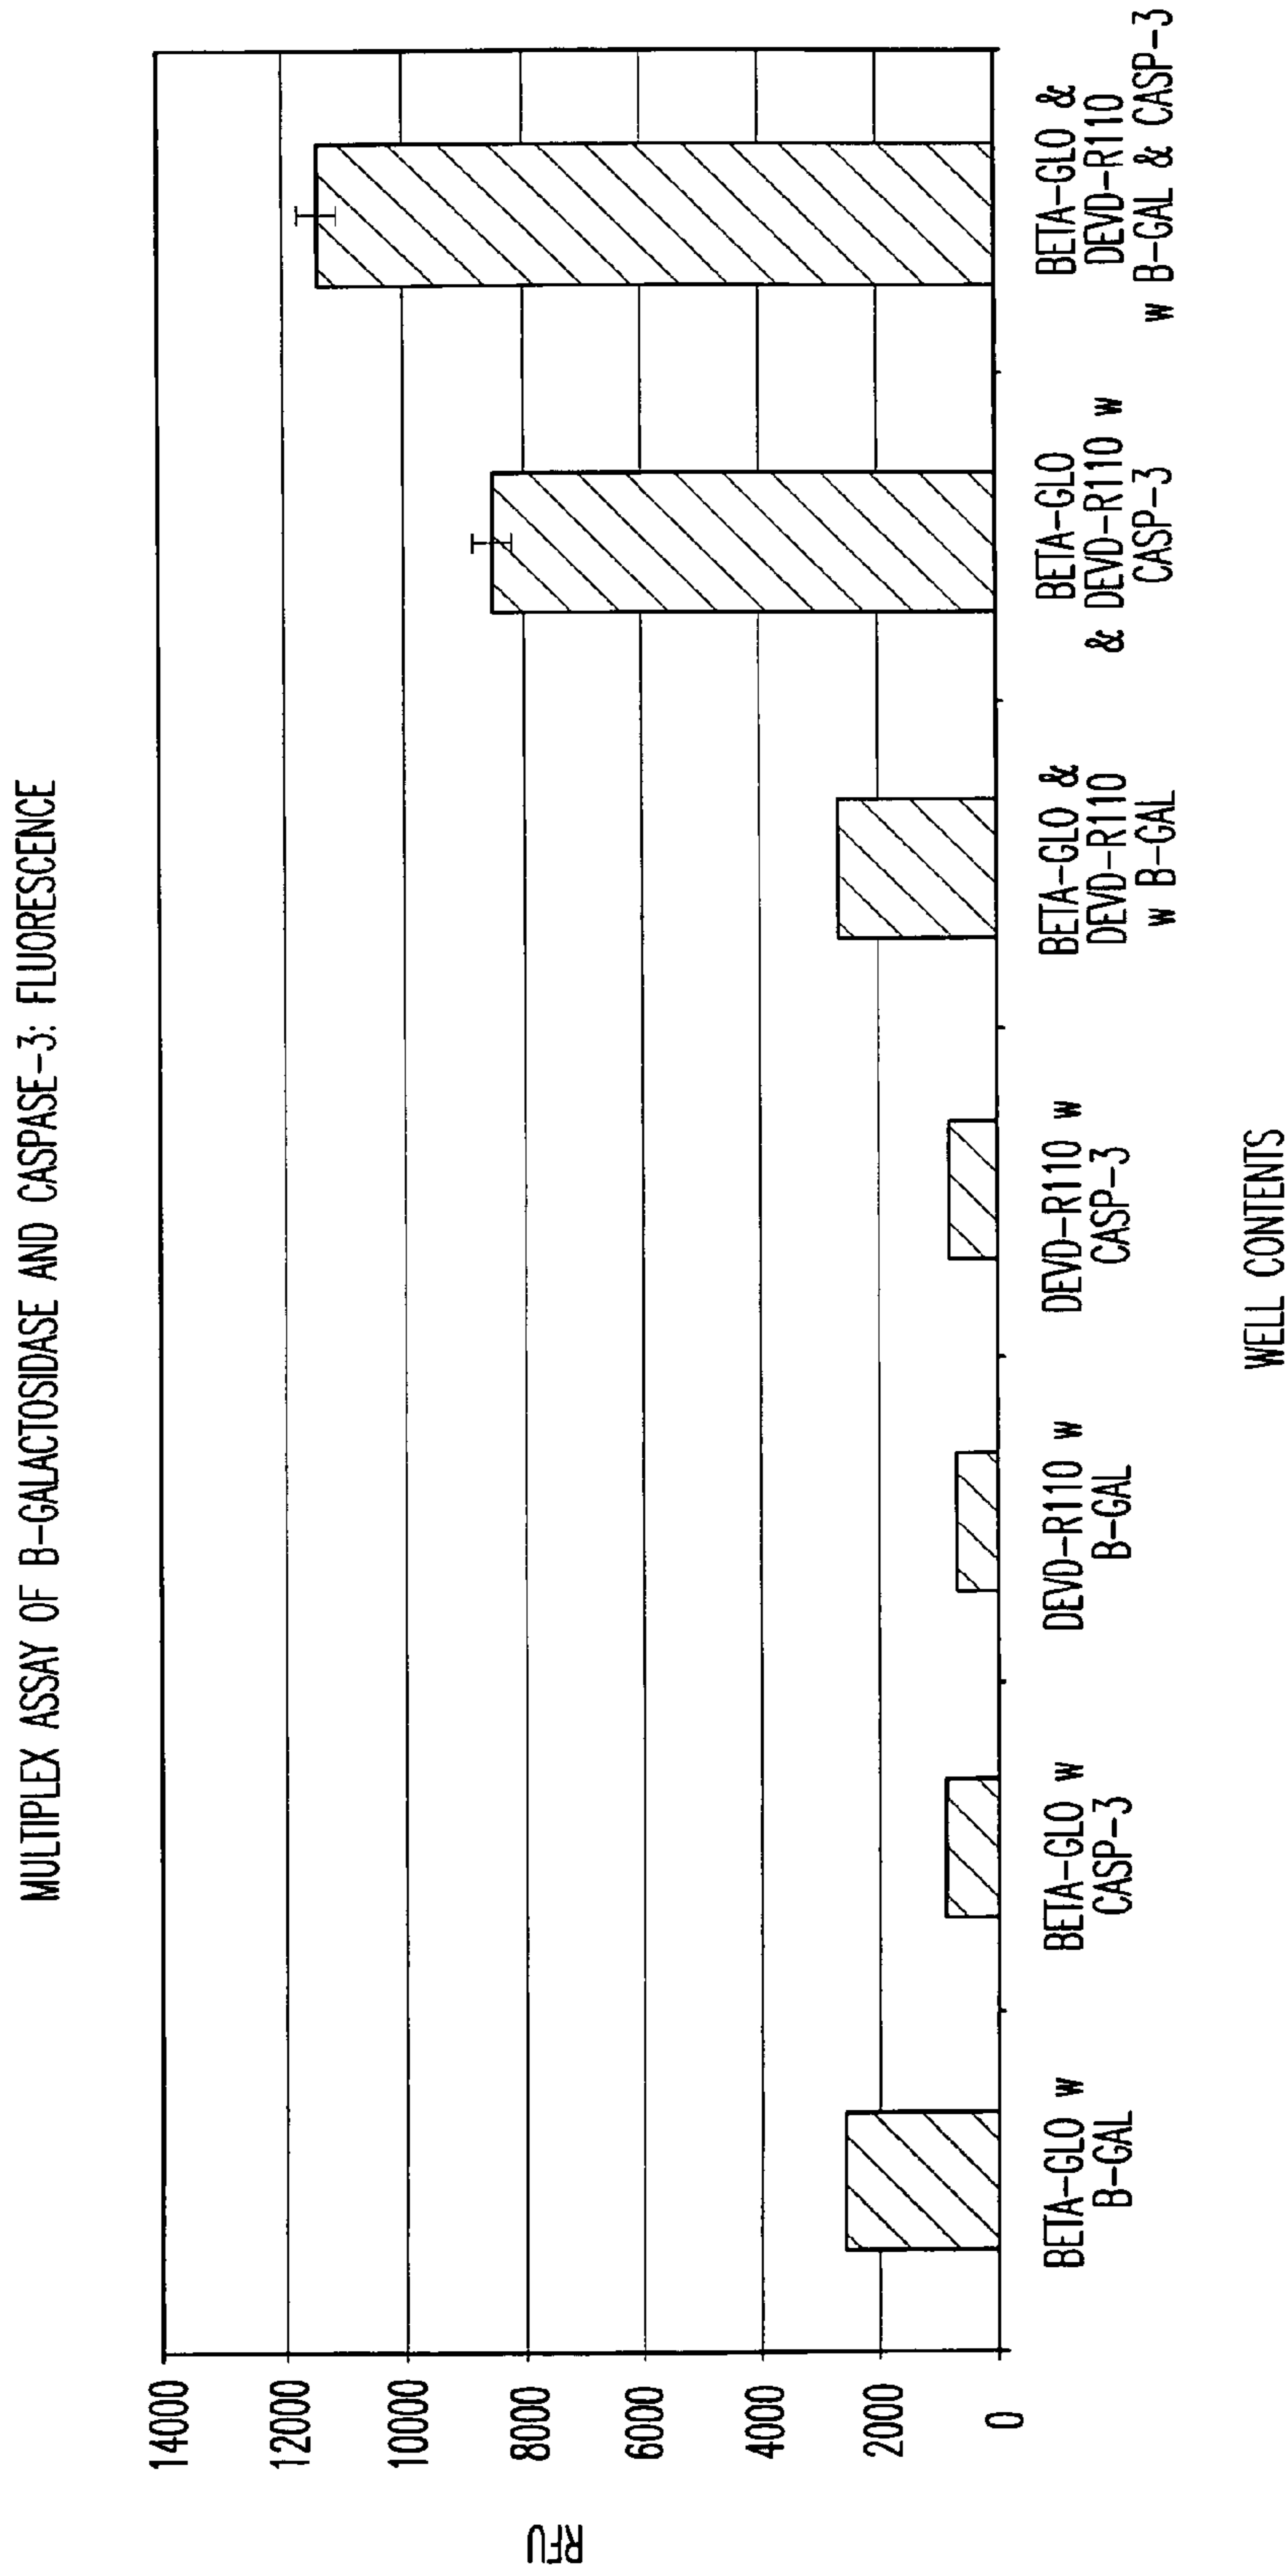 MULTIPLEX ASSAY OF B-GALACTOSIDASE AND CASPASE-3: FLUORESCENCE
RFU
14000
12000
10000
8000
6000
4000
2000
0
BETA-GLO w
B-GAL
BETA-GLO w
CASP-3
DEVD-R110 w
B-GAL
DEVD-R110 w
CASP-3
BETA-GLO &
DEVD-R110
w B-GAL
BETA-GLO
& DEVD-R110 w
CASP-3
BETA-GLO &
DEVD-R110
w B-GAL & CASP-3
WELL CONTENTS